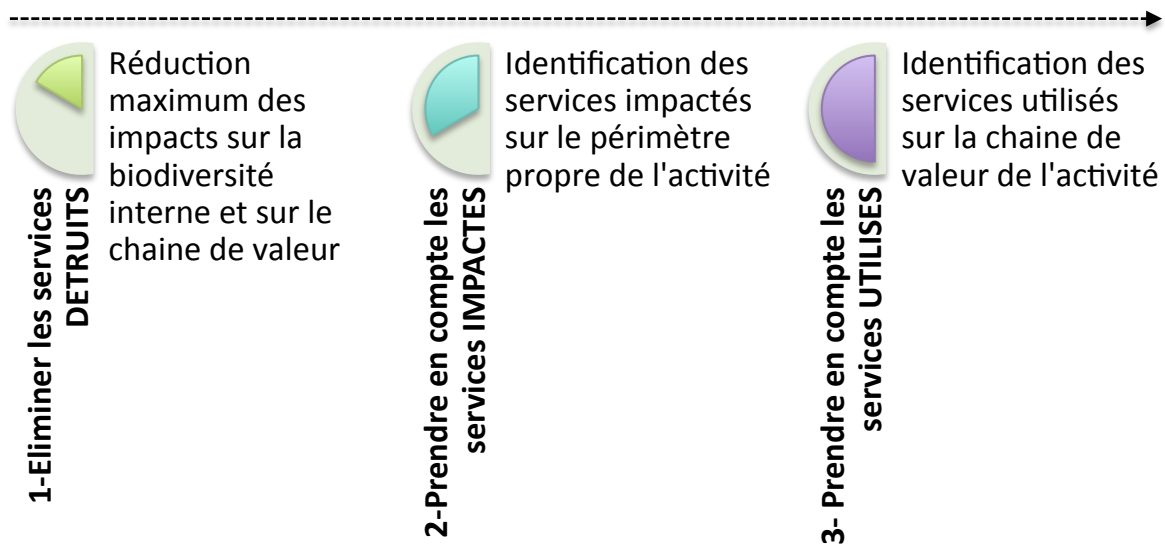 Réduction
maximum des
impacts sur la
biodiversité
interne et sur le
chaine de valeur
1-Eliminer les services
DETRUITS
Identification des
services impactés
sur le périmètre
propre de l'activité
2-Prendre en compte les
services IMPACTES
Identification des
services utilisés
sur la chaine de
valeur de l'activité
3- Prendre en compte les
services UTILISES